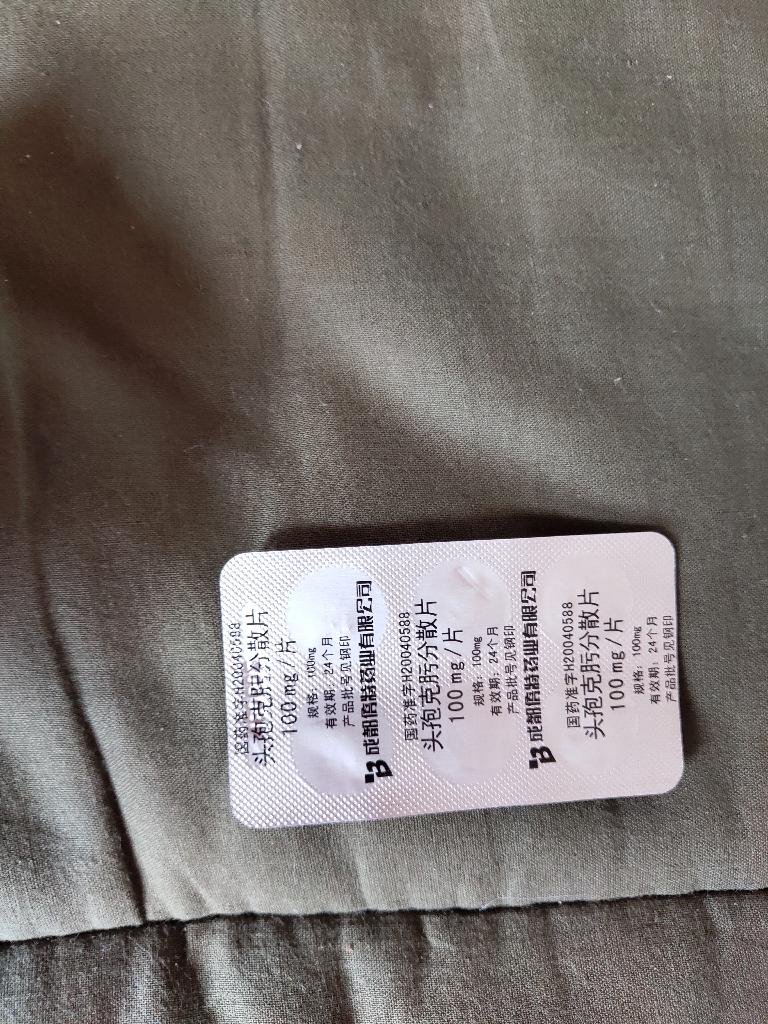 国药准字H20040588
头孢克肟分散片
100mg/片
规格：100mg
有效期：24个月
产品批号见钢印
成都倍特药业有限公司
国药准字H20040588
头孢克肟分散片
100mg/片
规格：100mg
有效期：24个月
产品批号见钢印
成都倍特药业有限公司
国药准字H20040588
头孢克肟分散片
100mg/片
规格：100mg
有效期：24个月
产品批号见钢印